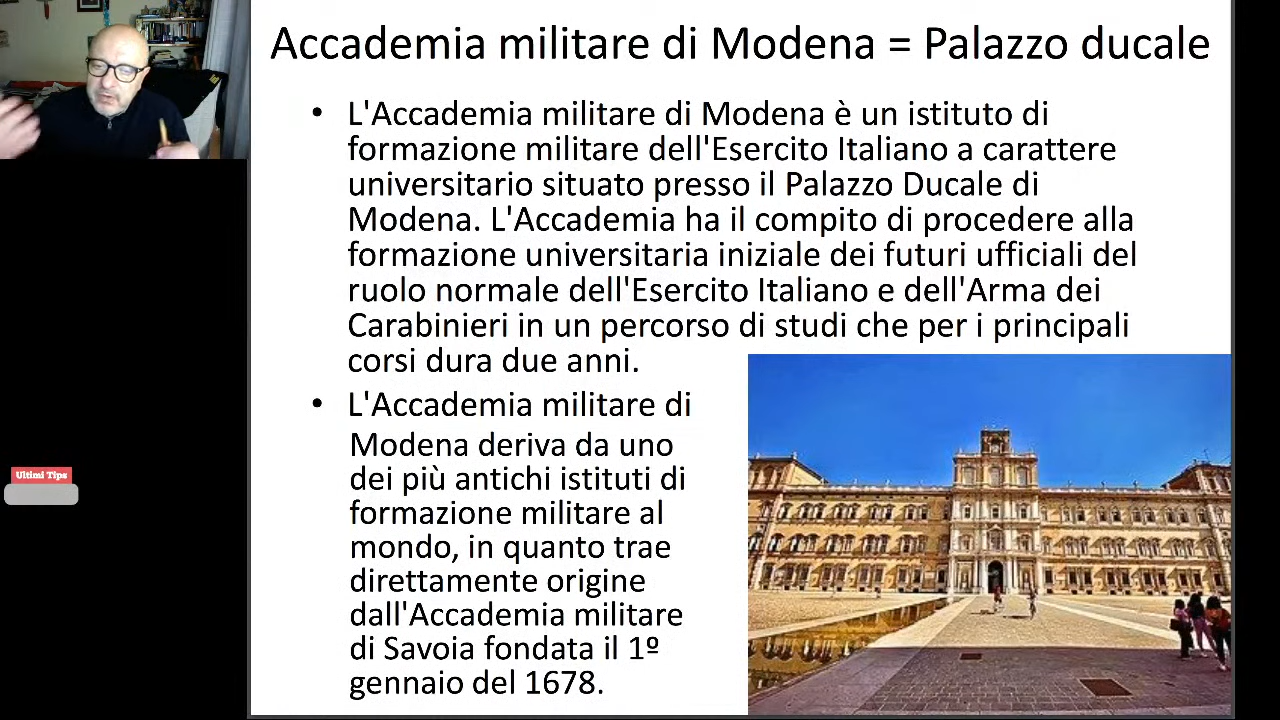 Accademia militare di Modena = Palazzo ducale
• L'Accademia militare di Modena è un istituto di
formazione militare dell'Esercito Italiano a carattere
universitario situato presso il Palazzo Ducale di
Modena. L'Accademia ha il compito di procedere alla
formazione universitaria iniziale dei futuri ufficiali del
ruolo normale dell'Esercito Italiano e dell'Arma dei
Carabinieri in un percorso di studi che per i principali
corsi dura due anni.
• L'Accademia militare di
Modena deriva da uno
dei più antichi istituti di
formazione militare al
mondo, in quanto trae
direttamente origine
dall'Accademia militare
di Savoia fondata il 1º
gennaio del 1678.
Ultimi Tips